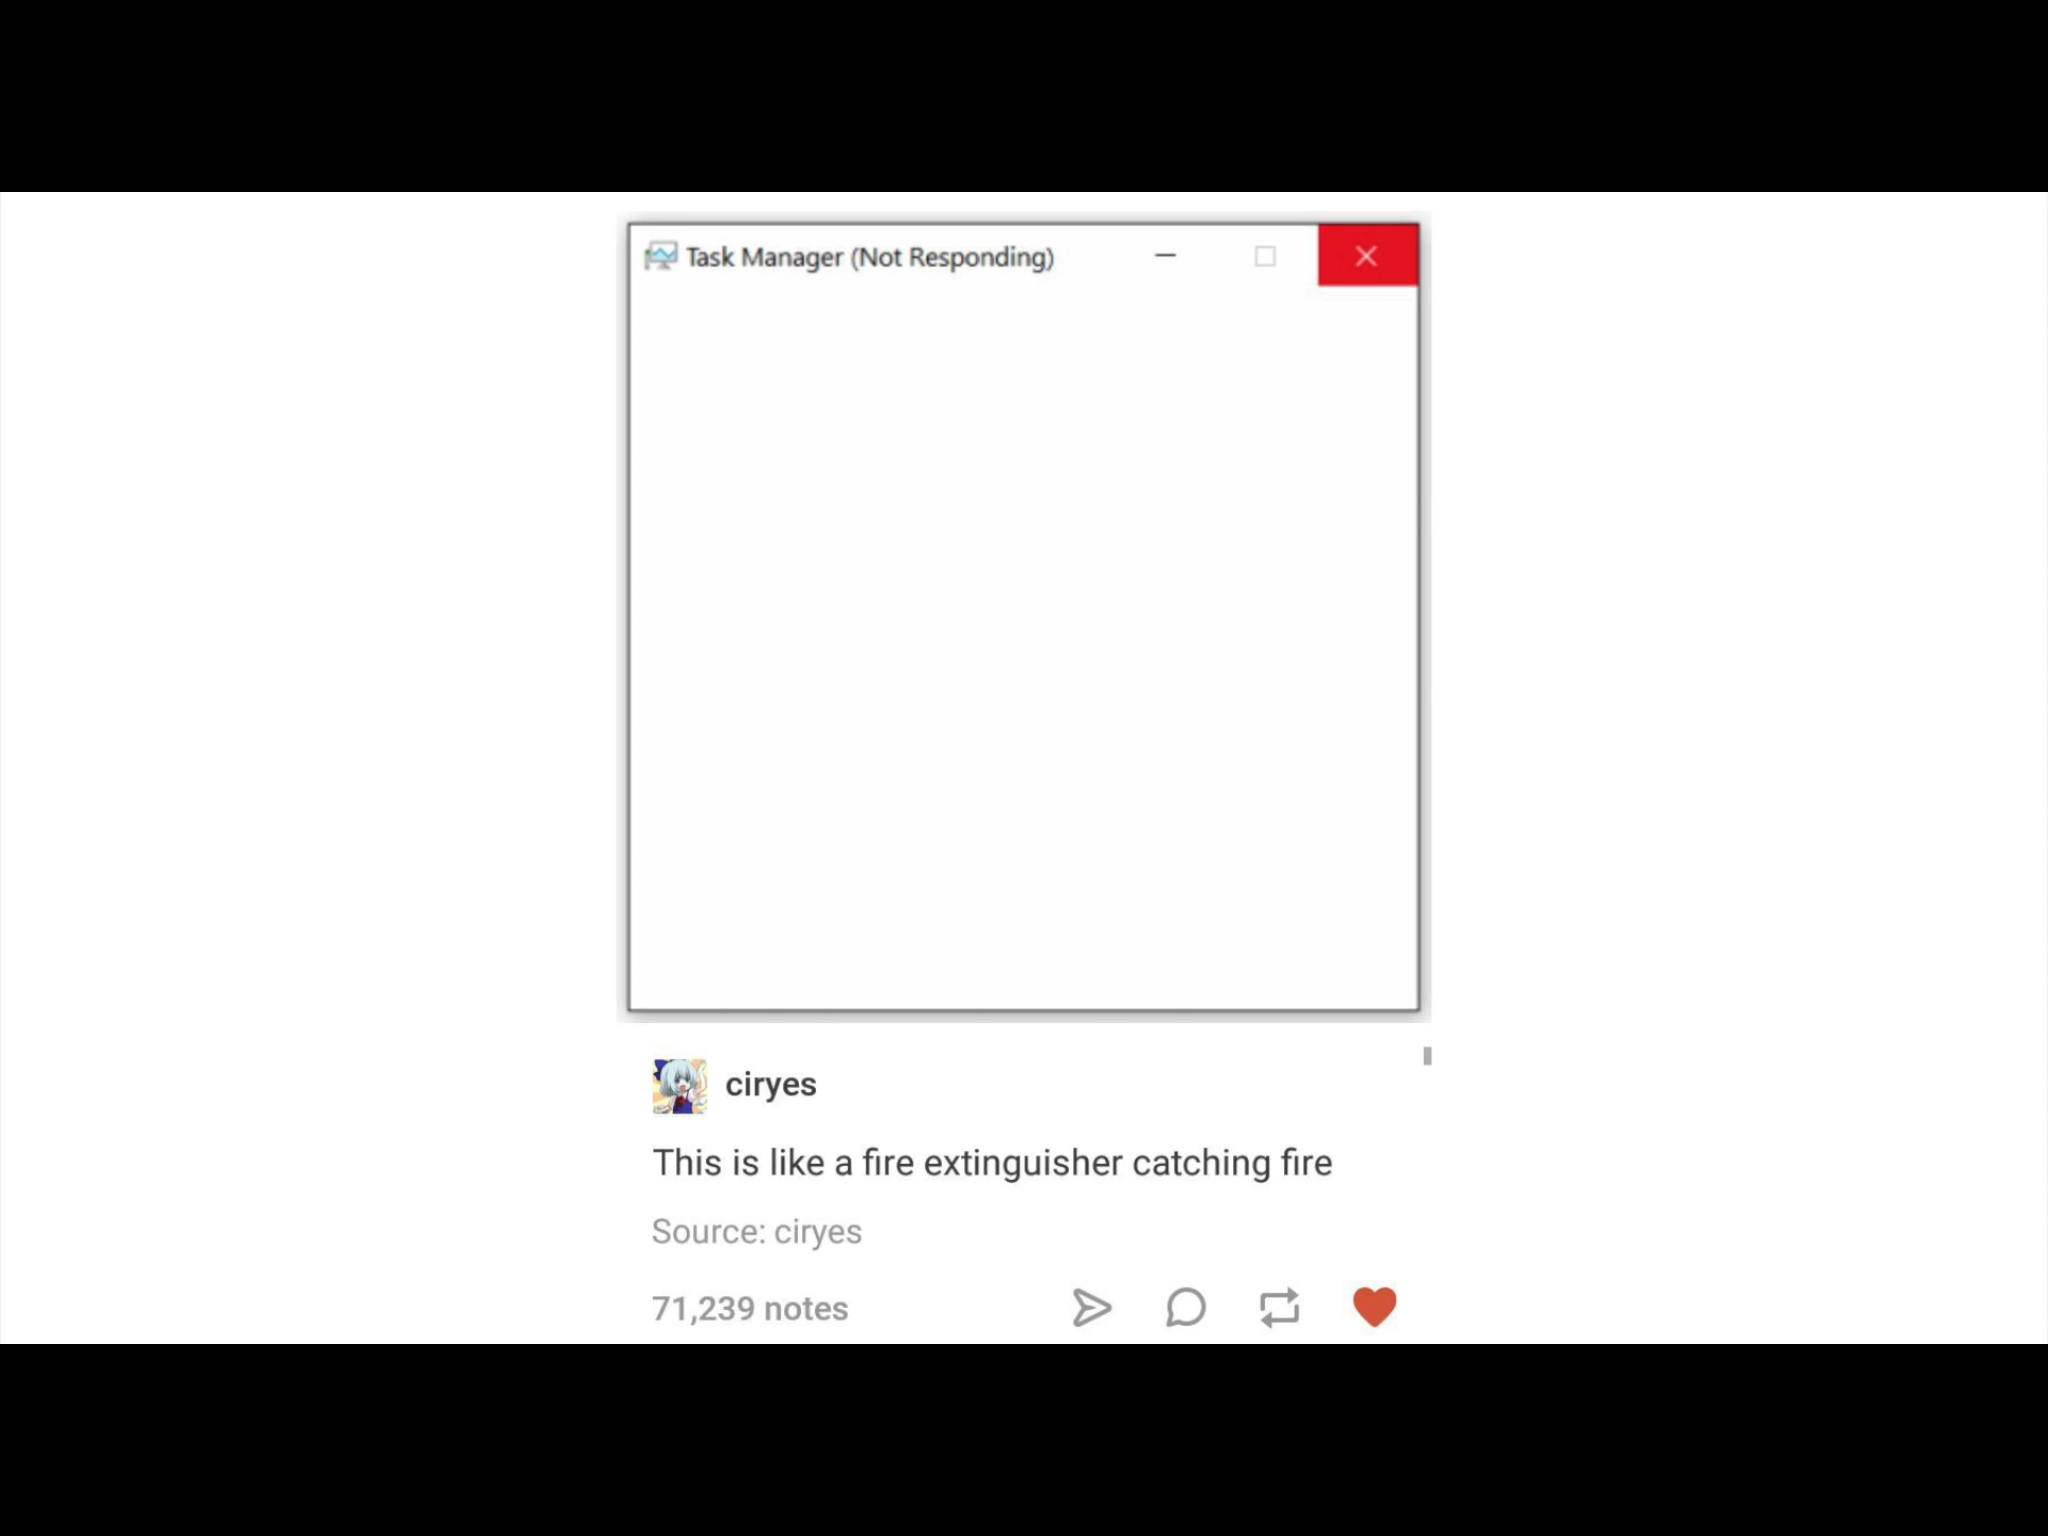 Task Manager (Not Responding)
ciryes
This is like a fire extinguisher catching fire
Source: ciryes
71,239 notes